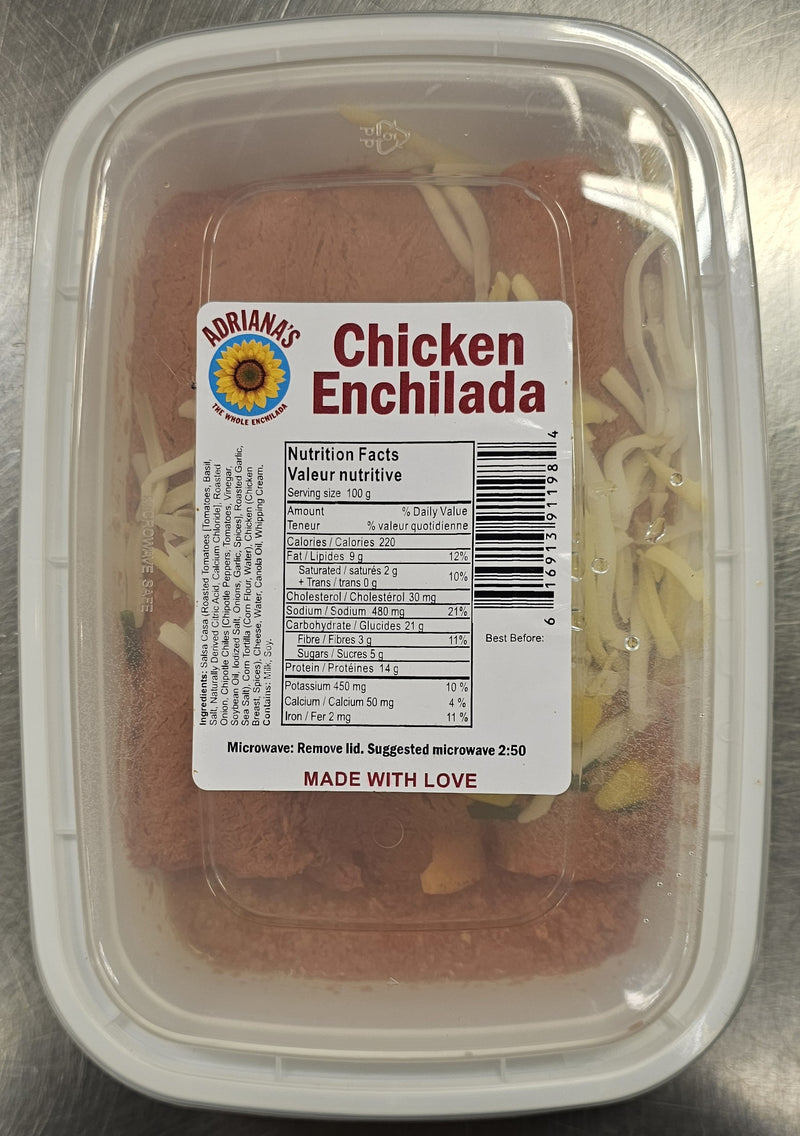 PP
ADRIANA'S
THE WHOLE ENCHILADA
Chicken
Enchilada
Ingredients: Salsa Casa (Roasted Tomatoes [Tomatoes, Basil,
Salt, Naturally Derived Citric Acid, Calcium Chloride], Roasted
Onion, Chipotle Chiles [Chipotle Peppers, Tomatoes, Vinegar,
Soybean Oil, Iodized Salt, Onions, Garlic, Spices], Roasted Garlic,
Sea Salt), Corn Tortilla (Corn Flour, Water), Chicken (Chicken
Breast, Spices), Cheese, Water, Canola Oil, Whipping Cream.
Contains: Milk, Soy.
Nutrition Facts
Valeur nutritive
Serving size 100 g
Amount % Daily Value
Teneur % valeur quotidienne
Calories / Calories 220
Fat / Lipides 9 g 12%
Saturated / saturés 2 g
+ Trans / trans 0 g 10%
Cholesterol / Cholestérol 30 mg
Sodium / Sodium 480 mg 21%
Carbohydrate / Glucides 21 g
Fibre / Fibres 3 g 11%
Sugars / Sucres 5 g
Protein / Protéines 14 g
Potassium 450 mg 10 %
Calcium / Calcium 50 mg 4 %
Iron / Fer 2 mg 11 %
6 16913 91198 4
Best Before:
Microwave: Remove lid. Suggested microwave 2:50
MADE WITH LOVE
MICROWAVE SAFE